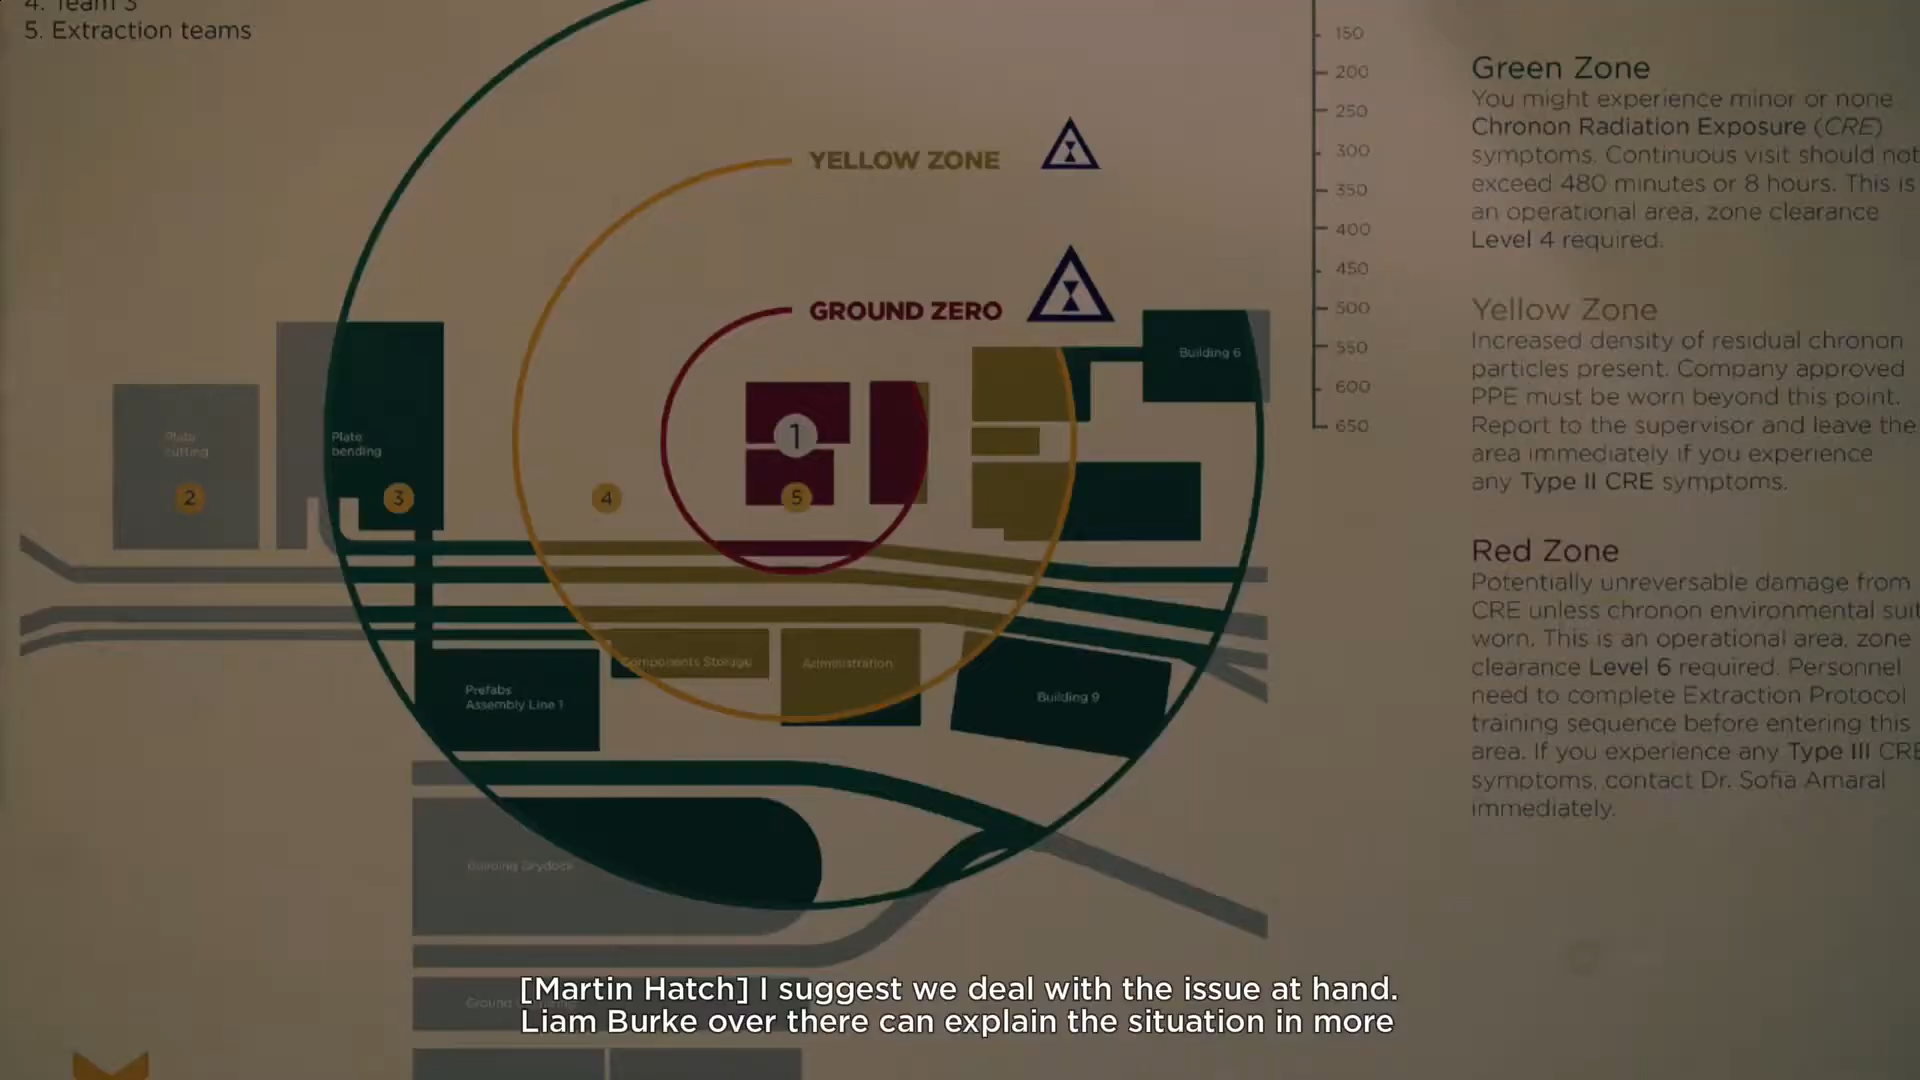 4. Team 3
5. Extraction teams
150
200
250
300
350
400
450
500
550
600
650
YELLOW ZONE
GROUND ZERO
Building 6
Plate
cutting
Plate
bending
1
2
3
4
5
Components Storage
Administration
Prefabs
Assembly Line 1
Building 9
Building Drydock
Ground
Green Zone
You might experience minor or none
Chronon Radiation Exposure (CRE)
symptoms. Continuous visit should not
exceed 480 minutes or 8 hours. This is
an operational area, zone clearance
Level 4 required.
Yellow Zone
Increased density of residual chronon
particles present. Company approved
PPE must be worn beyond this point.
Report to the supervisor and leave the
area immediately if you experience
any Type II CRE symptoms.
Red Zone
Potentially unreversable damage from
CRE unless chronon environmental suit
worn. This is an operational area, zone
clearance Level 6 required. Personnel
need to complete Extraction Protocol
training sequence before entering this
area. If you experience any Type III CRE
symptoms, contact Dr. Sofia Amaral
immediately.
[Martin Hatch] I suggest we deal with the issue at hand.
Liam Burke over there can explain the situation in more